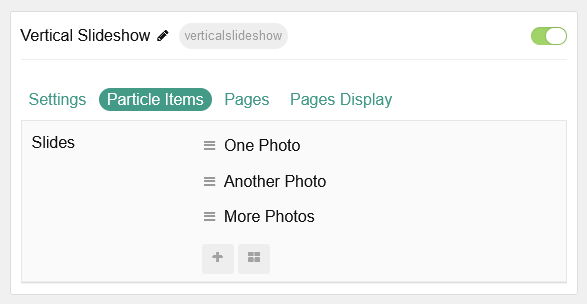 Vertical Slideshow verticalslideshow
Settings Particle Items Pages Pages Display
Slides One Photo
Another Photo
More Photos